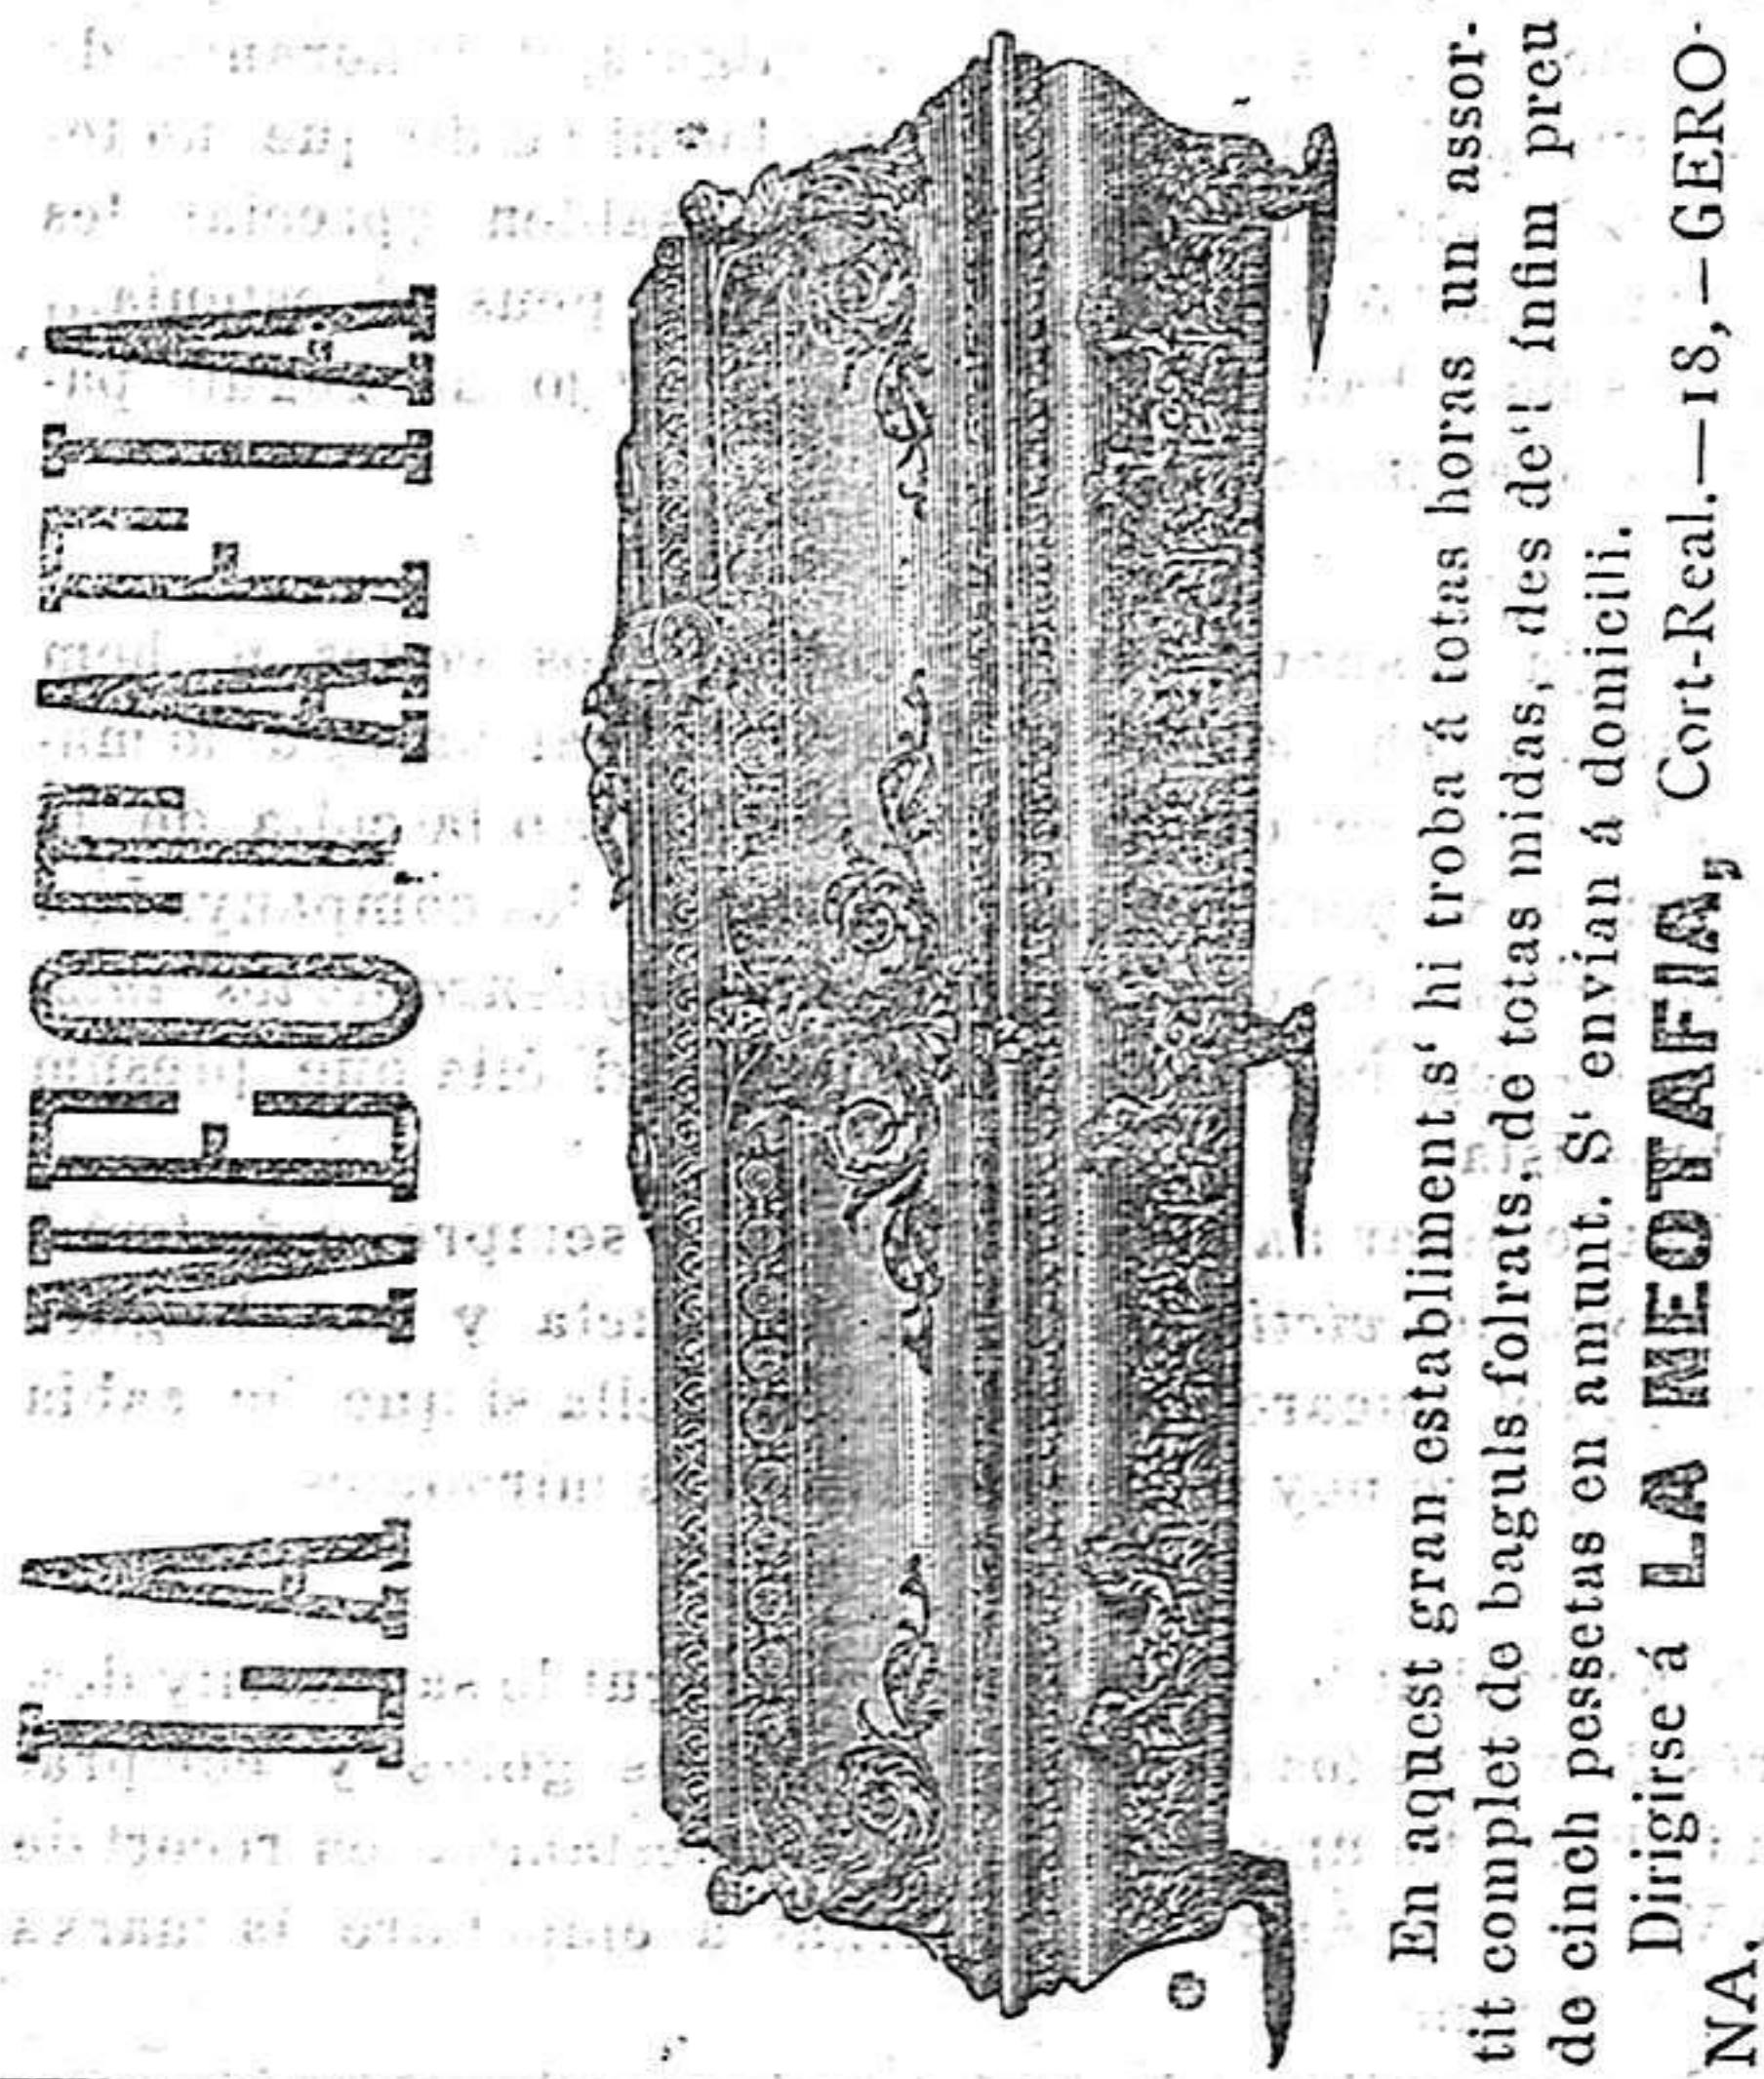 LA NEOTAFIA
En aquest gran establiment s' hi troba á totas horas un assor-
tit complet de baguls folrats, de totas midas, des de 'l ínfim preu
de cinch pessetas en amunt. S' envían á domicili.
Dirigirse á LA NEOTAFIA, Cort-Real.—18,—GERO-
NA.